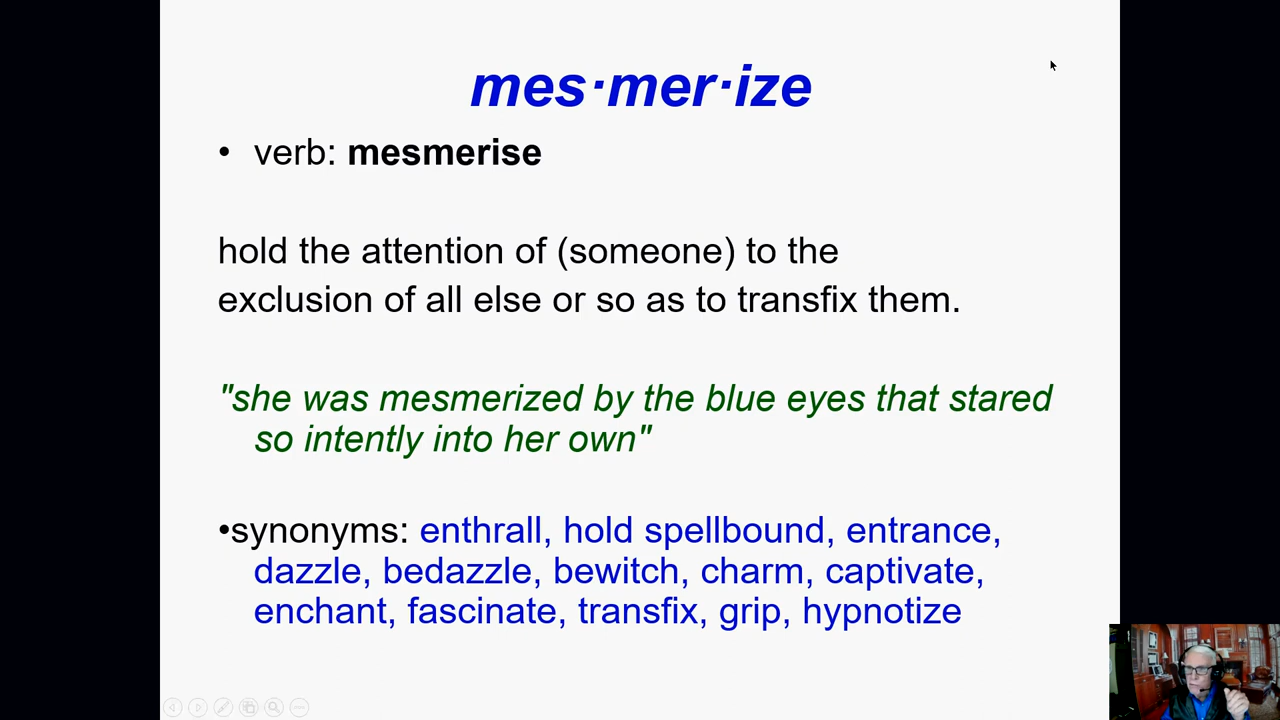 mes·mer·ize
• verb: mesmerise
hold the attention of (someone) to the
exclusion of all else or so as to transfix them.
"she was mesmerized by the blue eyes that stared
so intently into her own"
•synonyms: enthrall, hold spellbound, entrance,
dazzle, bedazzle, bewitch, charm, captivate,
enchant, fascinate, transfix, grip, hypnotize